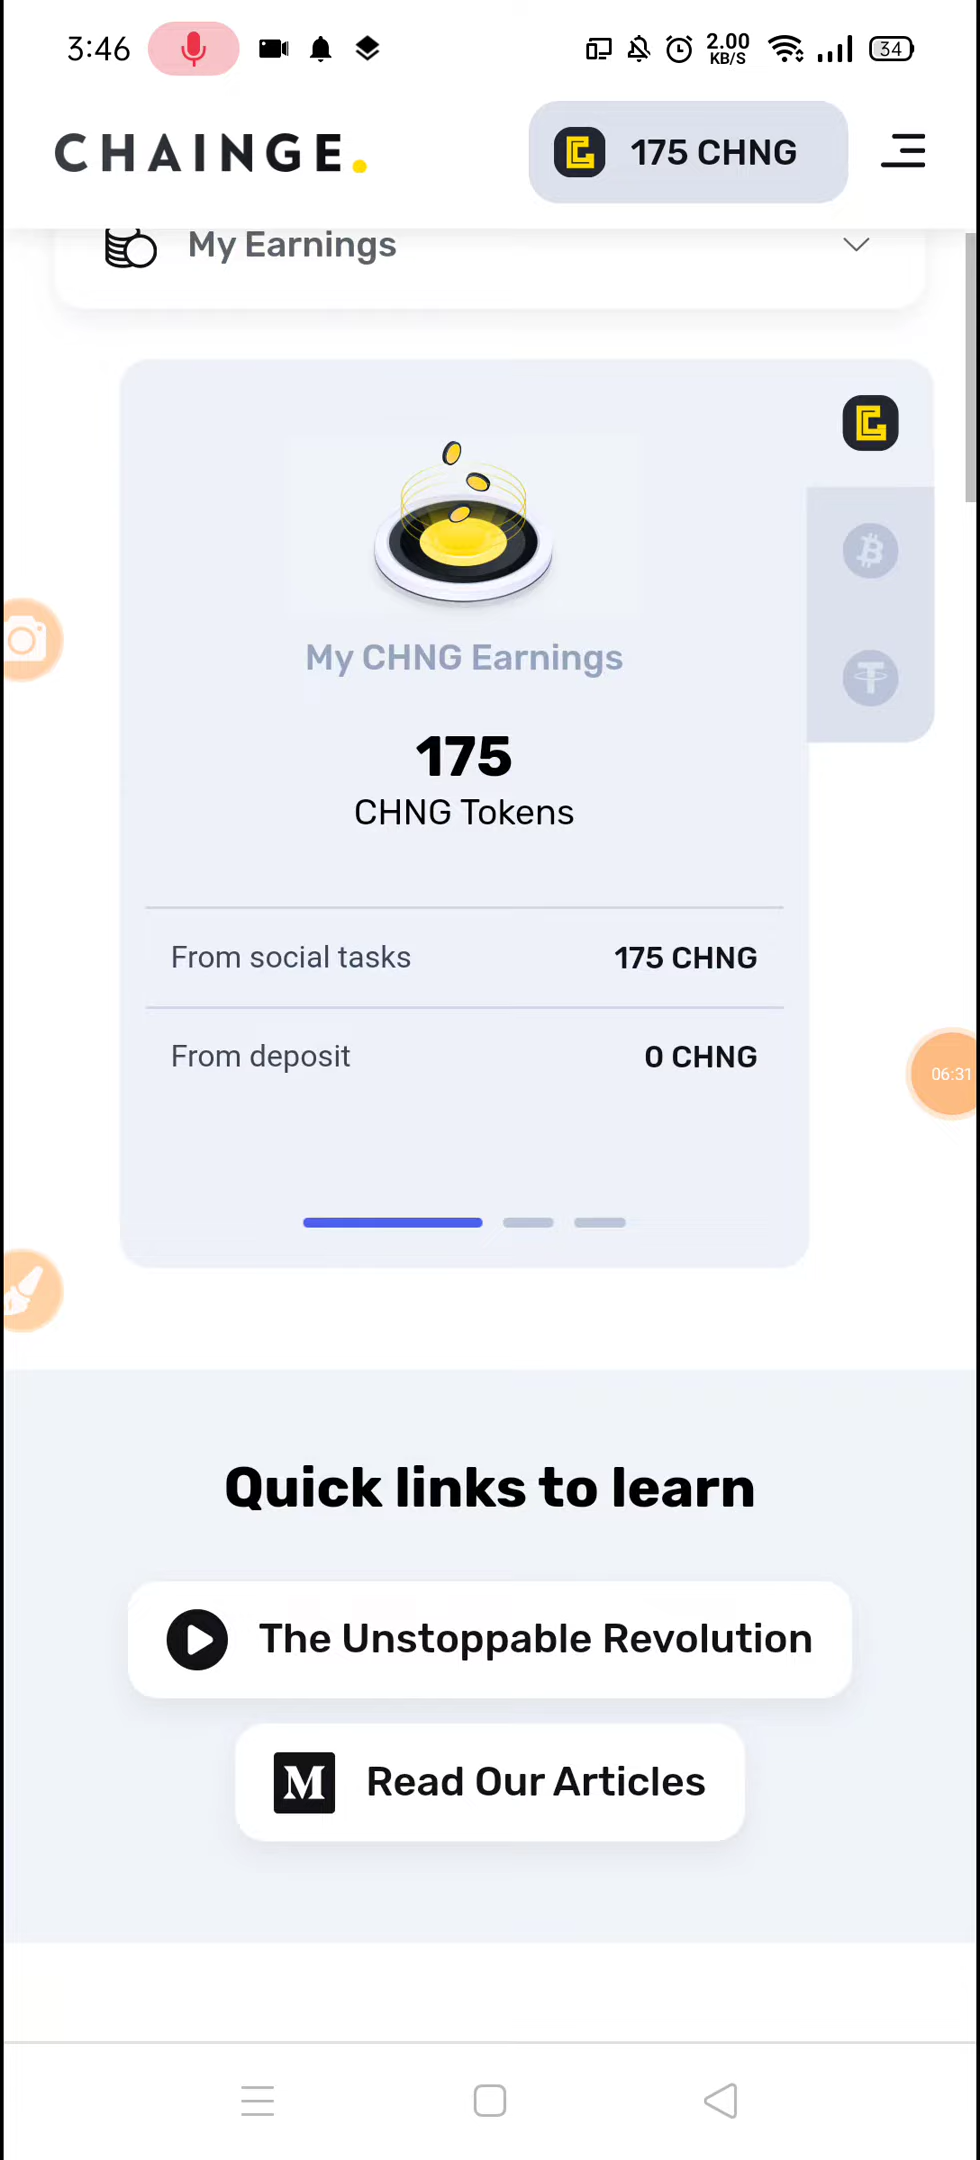 3:46
2.00
KB/S
34
CHAINGE.
175 CHNG
My Earnings
My CHNG Earnings
175
CHNG Tokens
From social tasks 175 CHNG
From deposit 0 CHNG
06:31
Quick links to learn
The Unstoppable Revolution
M Read Our Articles